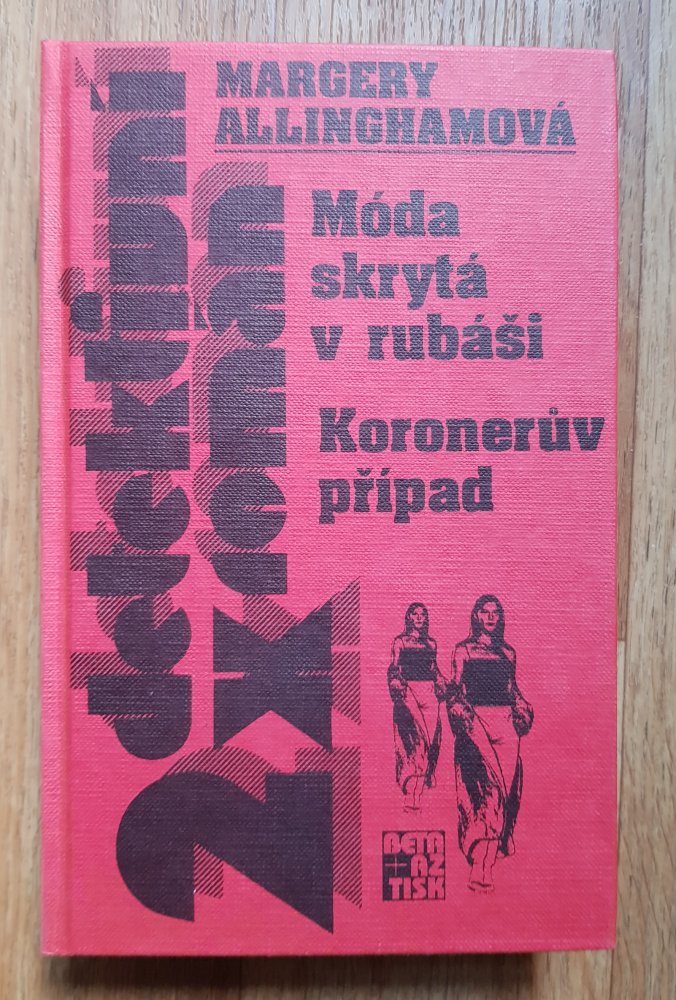 MARGERY
ALLINGHAMOVÁ
Móda
skrytá
v rubáši
Koronerův
případ
2x detektivní
román
BETA
AZ
TISK